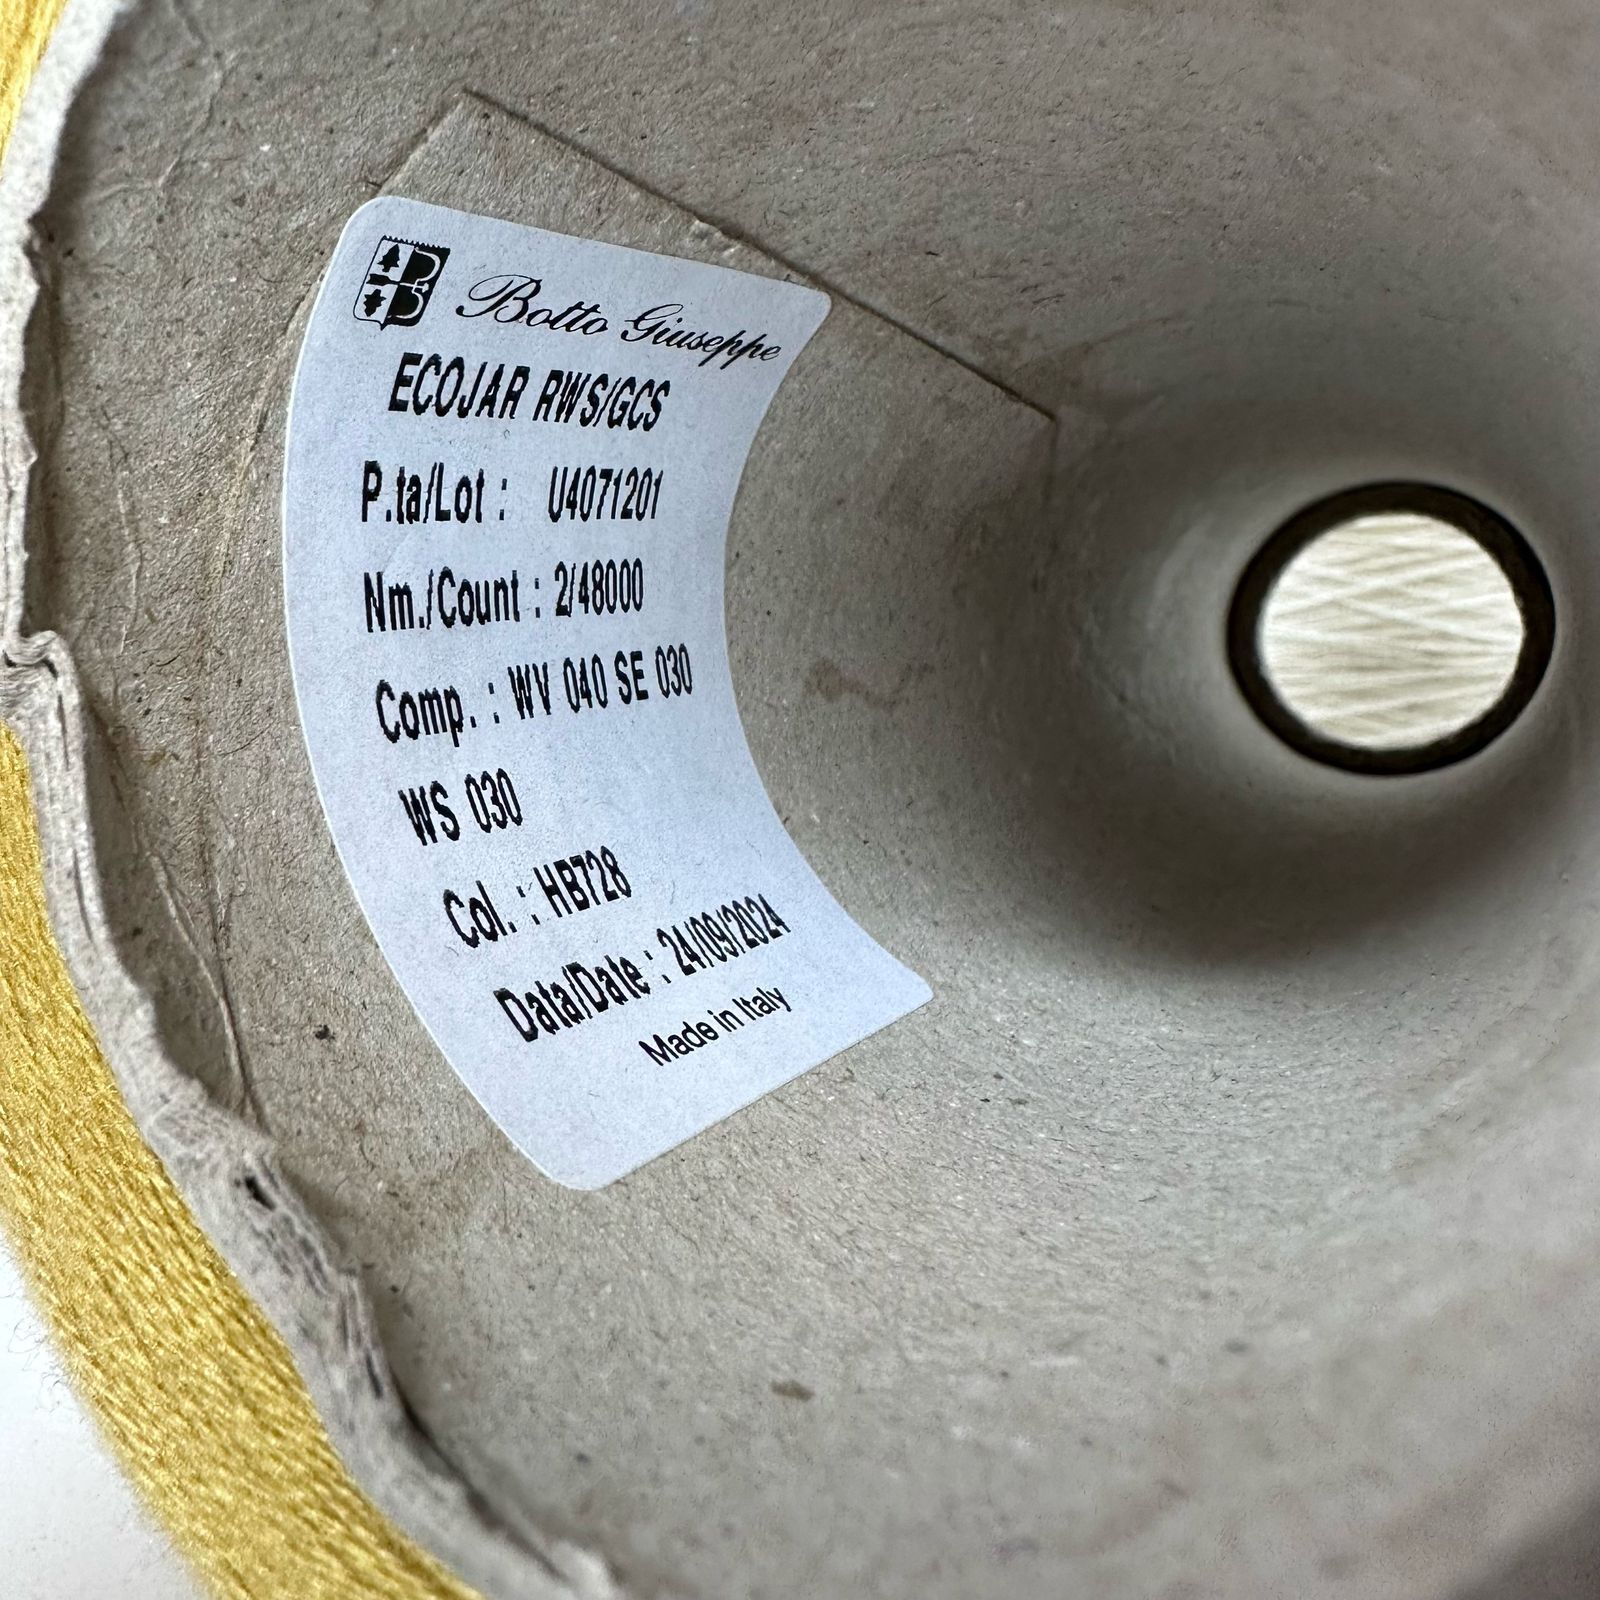 Botto Giuseppe
ECOJAR RWS/GCS
P.ta/Lot : U4071201
Nm./Count : 2/48000
Comp. : WV 040 SE 030
WS 030
Col. : HB728
Data/Date : 24/09/2024
Made in Italy